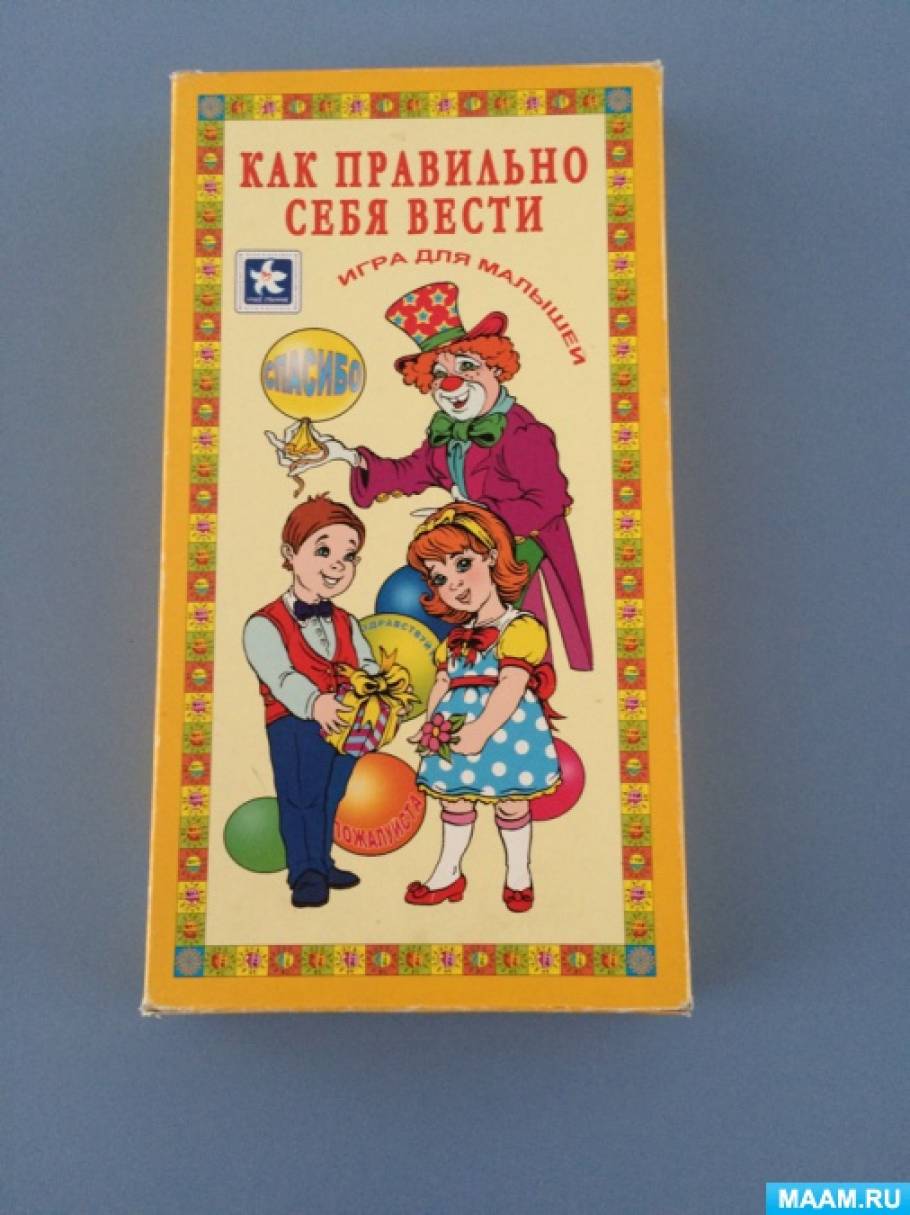 КАК ПРАВИЛЬНО
СЕБЯ ВЕСТИ
ИГРА ДЛЯ МАЛЫШЕЙ
СПАСИБО
ЗДРАВСТВУЙ
ПОЖАЛУЙСТА
MAAM.RU